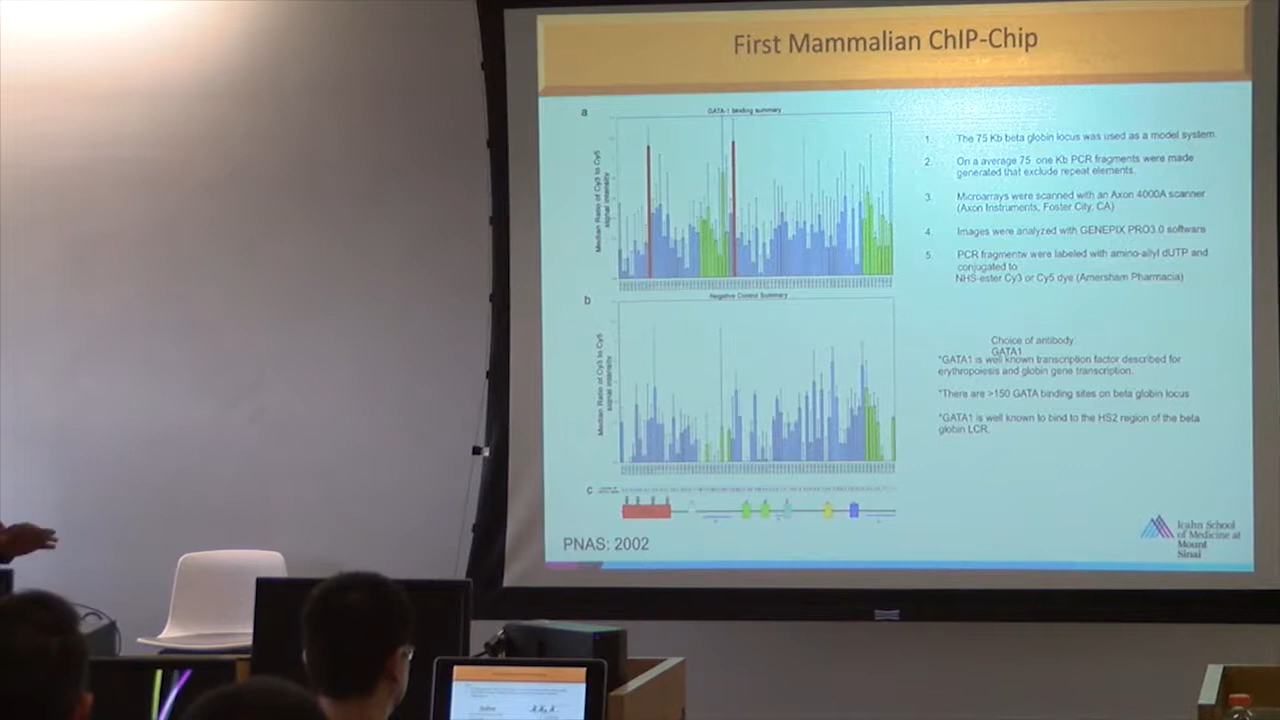 First Mammalian ChIP-Chip
a
GATA-1 binding summary
Median Ratio of Cy3 to Cy5
signal intensity
b
Negative Control Summary
Median Ratio of Cy3 to Cy5
signal intensity
c
PNAS: 2002
1. The 75 Kb beta globin locus was used as a model system.
2. On a average 75 one Kb PCR fragments were made
generated that exclude repeat elements.
3. Microarrays were scanned with an Axon 4000A scanner
(Axon Instruments, Foster City, CA)
4. Images were analyzed with GENEPIX PRO3.0 software
5. PCR fragmentw were labeled with amino-allyl dUTP and
conjugated to
NHS-ester Cy3 or Cy5 dye (Amersham Pharmacia)
Choice of antibody:
GATA1
*GATA1 is well known transcription factor described for
erythropoiesis and globin gene transcription.
*There are >150 GATA binding sites on beta globin locus
*GATA1 is well known to bind to the HS2 region of the beta
globin LCR.
Icahn School
of Medicine at
Mount
Sinai